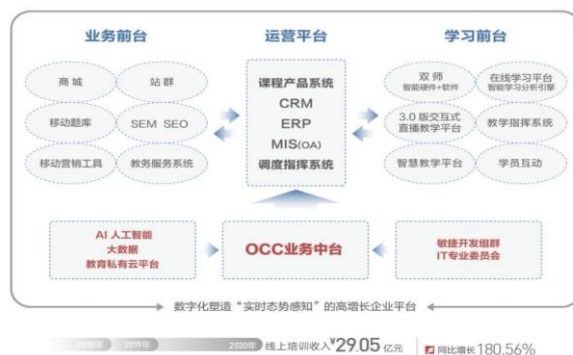 业务前台
运营平台
学习前台
商城
站群
移动题库
SEM SEO
移动营销工具
教务服务系统
课程产品系统
CRM
ERP
MIS(OA)
调度指挥系统
双师
智能硬件+软件
在线学习平台
智能学习分析引擎
3.0 版交互式
直播教学平台
教学指挥系统
智慧教学平台
学员互动
AI 人工智能
大数据
教育私有云平台
OCC业务中台
敏捷开发组群
IT专业委员会
数字化塑造“实时态势感知”的高增长企业平台
2018年 2019年 2020年 线上培训收入¥29.05 亿元 同比增长180.56%